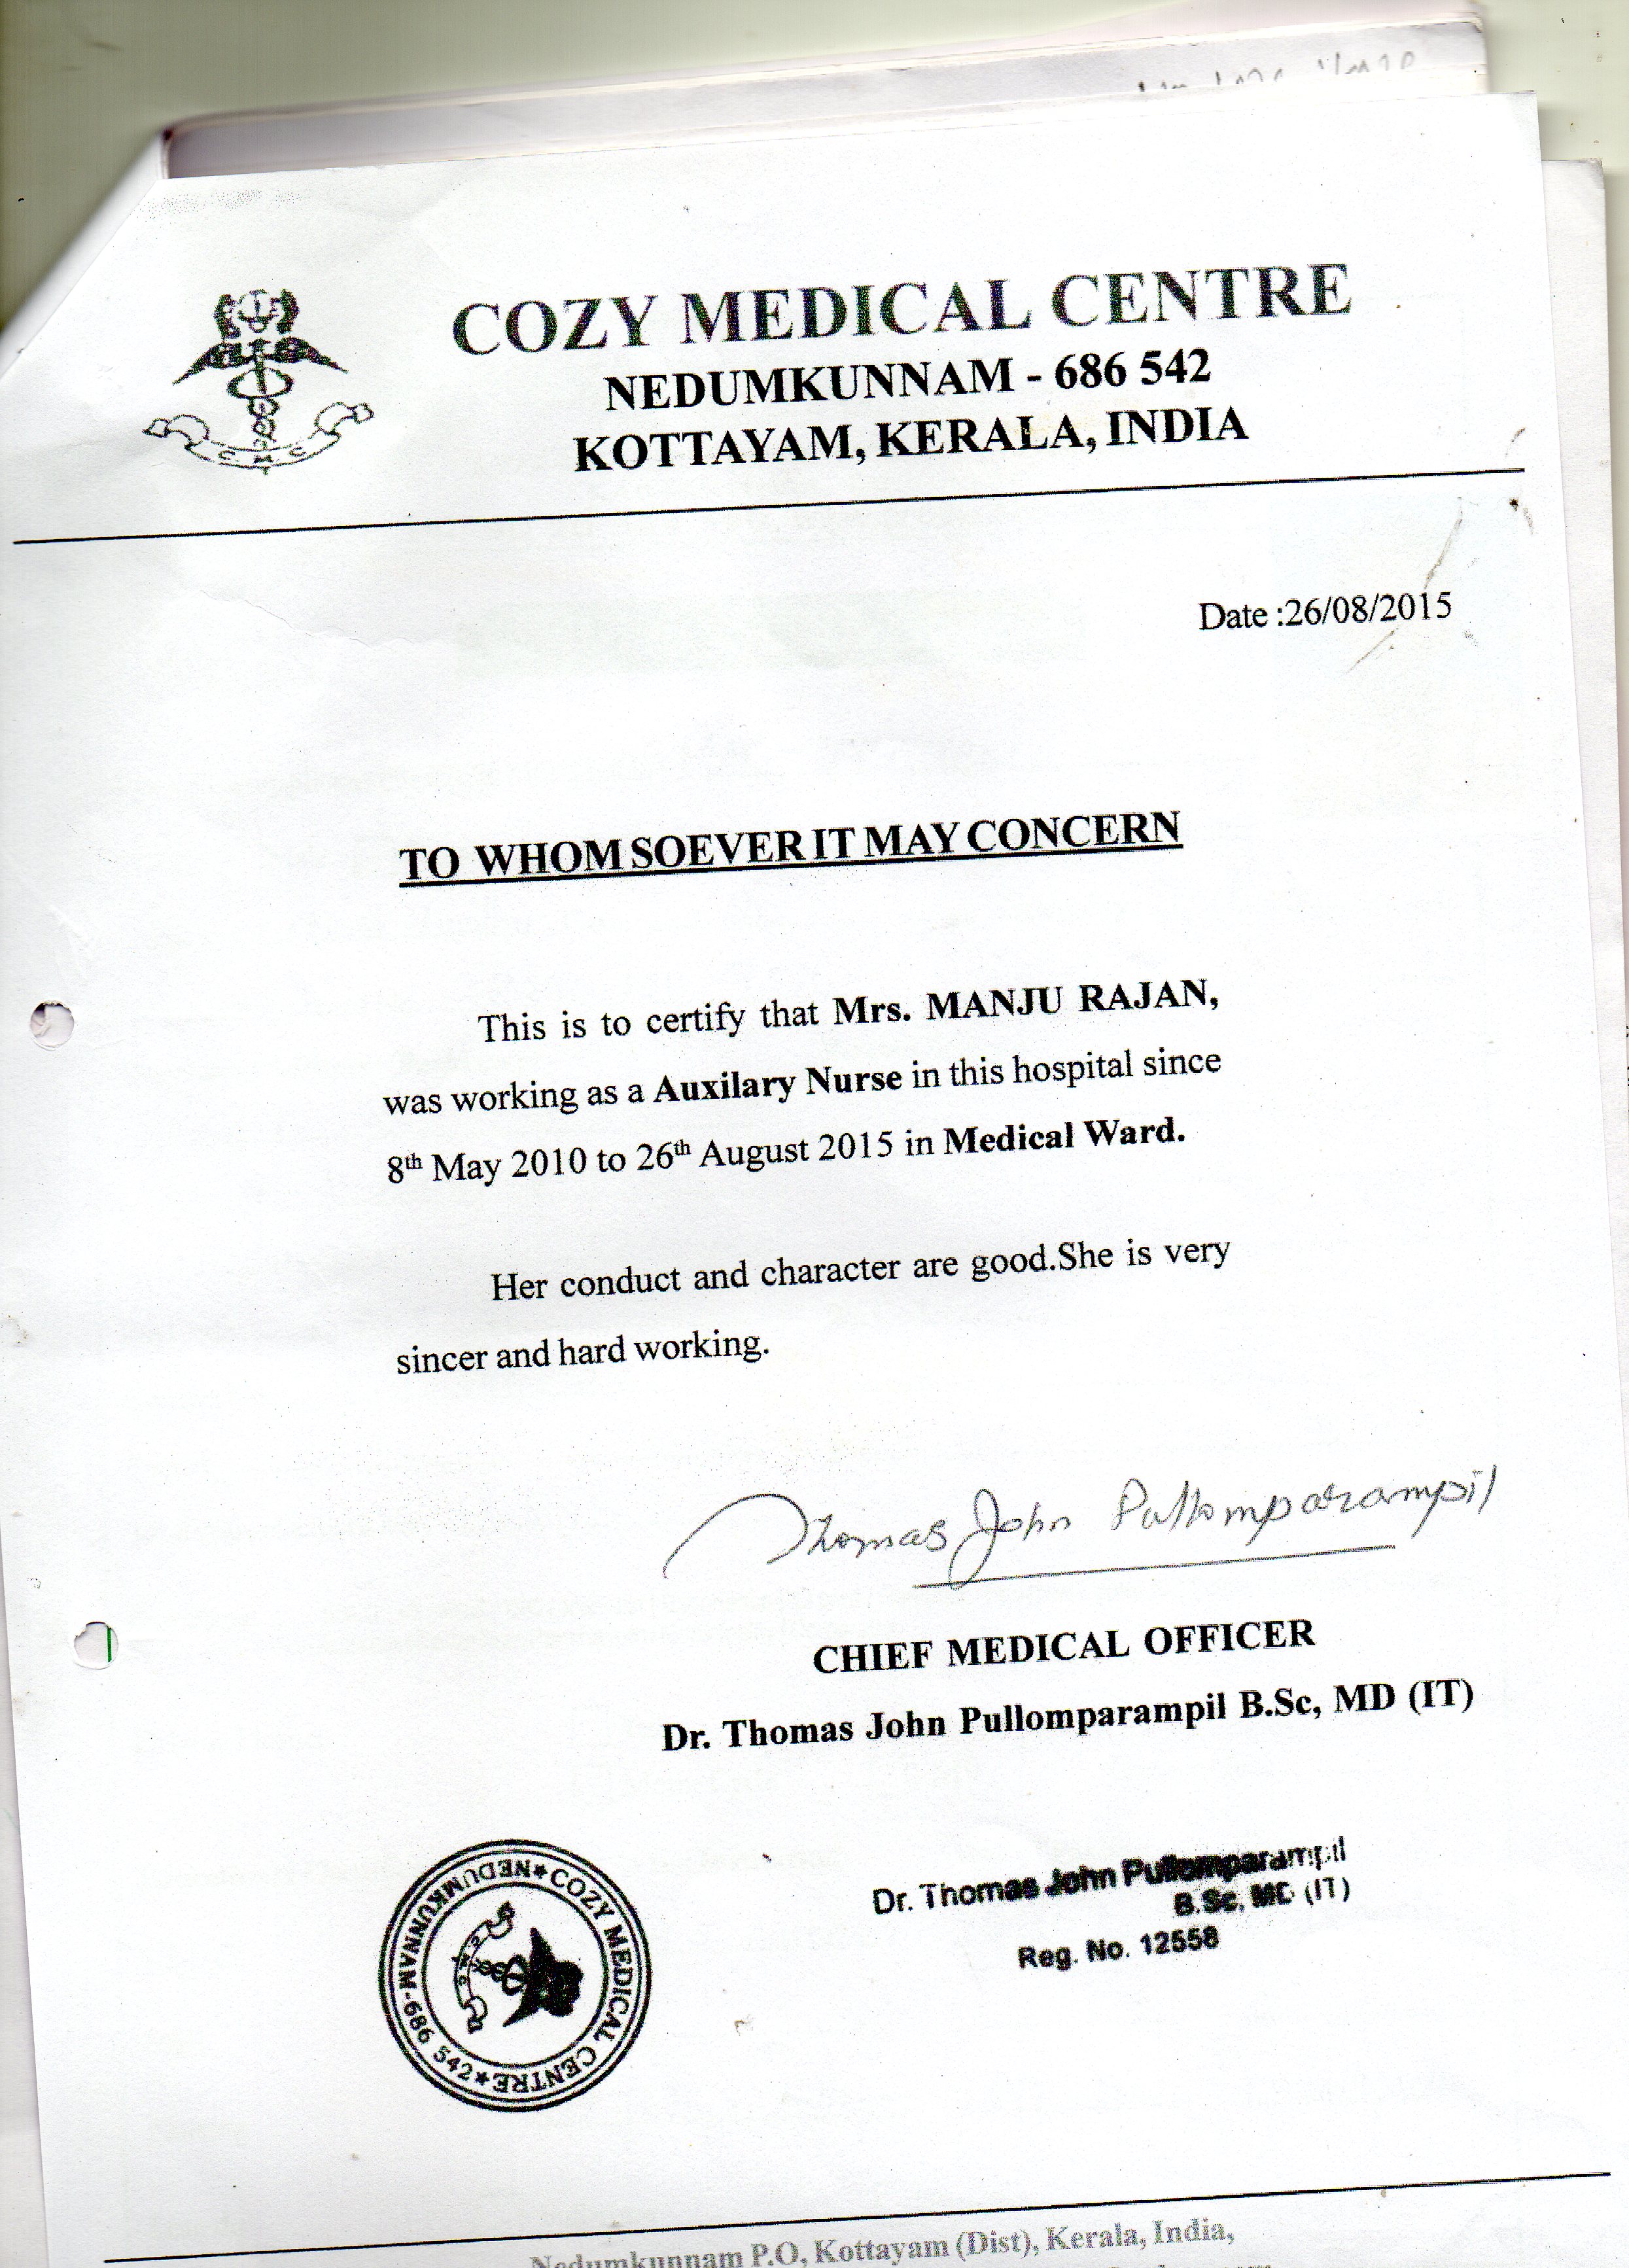 COZY MEDICAL CENTRE
NEDUMKUNNAM - 686 542
KOTTAYAM, KERALA, INDIA
C M C
Date :26/08/2015
TO WHOM SOEVER IT MAY CONCERN
This is to certify that Mrs. MANJU RAJAN,
was working as a Auxilary Nurse in this hospital since
8th May 2010 to 26th August 2015 in Medical Ward.
Her conduct and character are good.She is very
sincer and hard working.
Thomas John Pullomparampil
CHIEF MEDICAL OFFICER
Dr. Thomas John Pullomparampil B.Sc, MD (IT)
★COZY MEDICAL CENTRE★
NEDUMKUNNAM-686 542
C M C
Dr. Thomas John Pullomparampil
B.Sc, MD (IT)
Reg. No. 12558
Nedumkunnam P.O, Kottayam (Dist), Kerala, India,